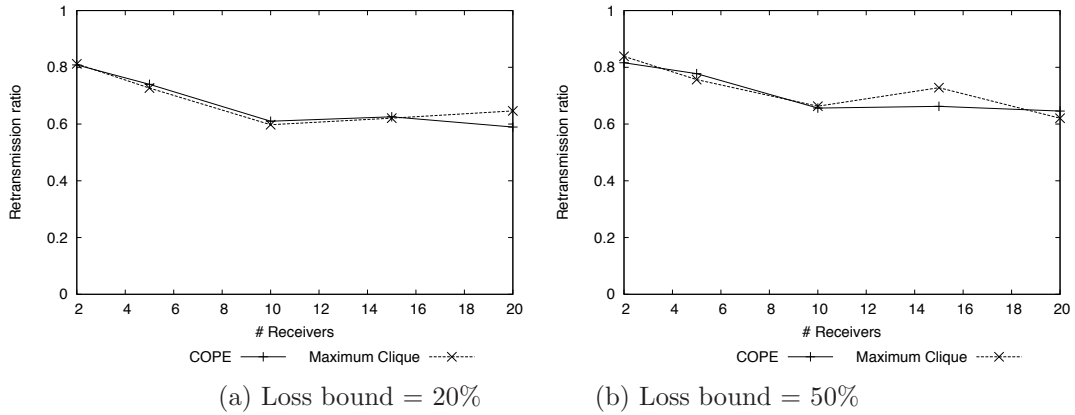 1
0.8
0.6
0.4
0.2
0
Retransmission ratio
2 4 6 8 10 12 14 16 18 20
# Receivers
COPE Maximum Clique
(a) Loss bound = 20%
1
0.8
0.6
0.4
0.2
0
Retransmission ratio
2 4 6 8 10 12 14 16 18 20
# Receivers
COPE Maximum Clique
(b) Loss bound = 50%